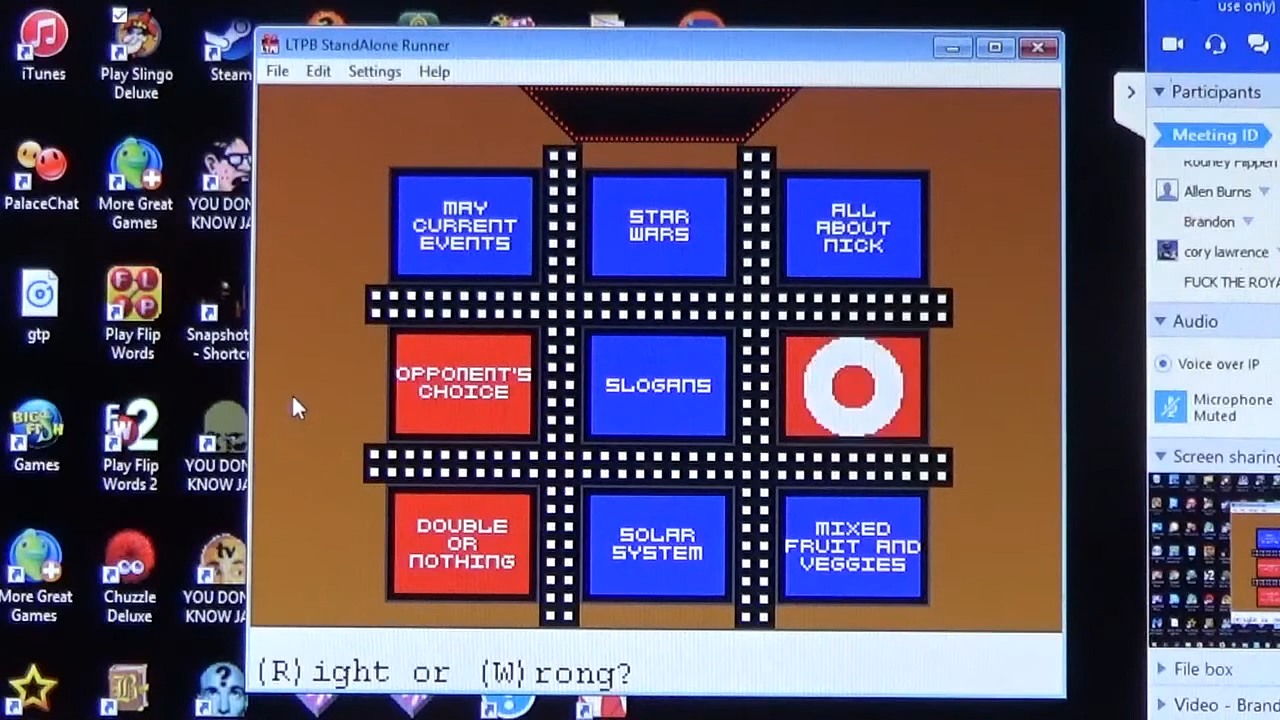 iTunes
Play Slingo
Deluxe
Steam
PalaceChat
More Great
Games
YOU DON
KNOW JA
gtp
Play Flip
Words
Snapshot
- Shortc
Games
Play Flip
Words 2
YOU DON
KNOW JA
More Great
Games
Chuzzle
Deluxe
YOU DON
KNOW JA
LTPB StandAlone Runner
File Edit Settings Help
MAY
CURRENT
EVENTS
STAR
WARS
ALL
ABOUT
NICK
OPPONENT'S
CHOICE
SLOGANS
DOUBLE
OR
NOTHING
SOLAR
SYSTEM
MIXED
FRUIT AND
VEGGIES
(R)ight or (W)rong?
use only)
Participants
Meeting ID
Allen Burns
Brandon
cory lawrence
FUCK THE ROYA
Audio
Voice over IP
Microphone
Muted
Screen sharing
File box
Video - Brand